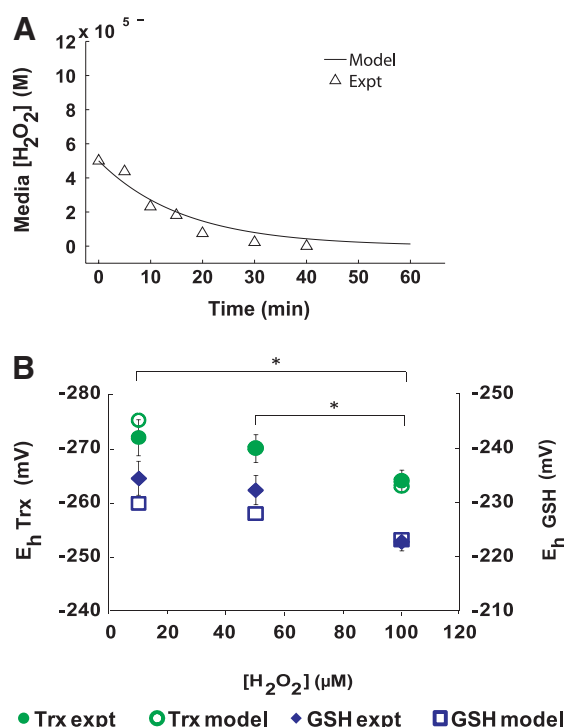 A
x 10 5-
Media [H2O2] (M)
12
10
8
6
4
2
0
Model
Expt
0 10 20 30 40 50 60
Time (min)
B
* 
*
Eh Trx (mV)
-280
-270
-260
-250
-240
Eh GSH (mV)
-250
-240
-230
-220
-210
0 20 40 60 80 100 120
[H2O2] (µM)
Trx expt Trx model GSH expt GSH model